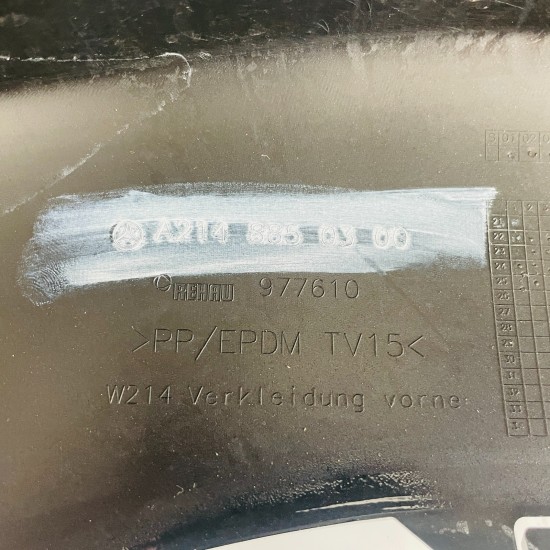 A214 885 03 00
© REHAU 977610
>PP/EPDM TV15<
W214 Verkleidung vorne